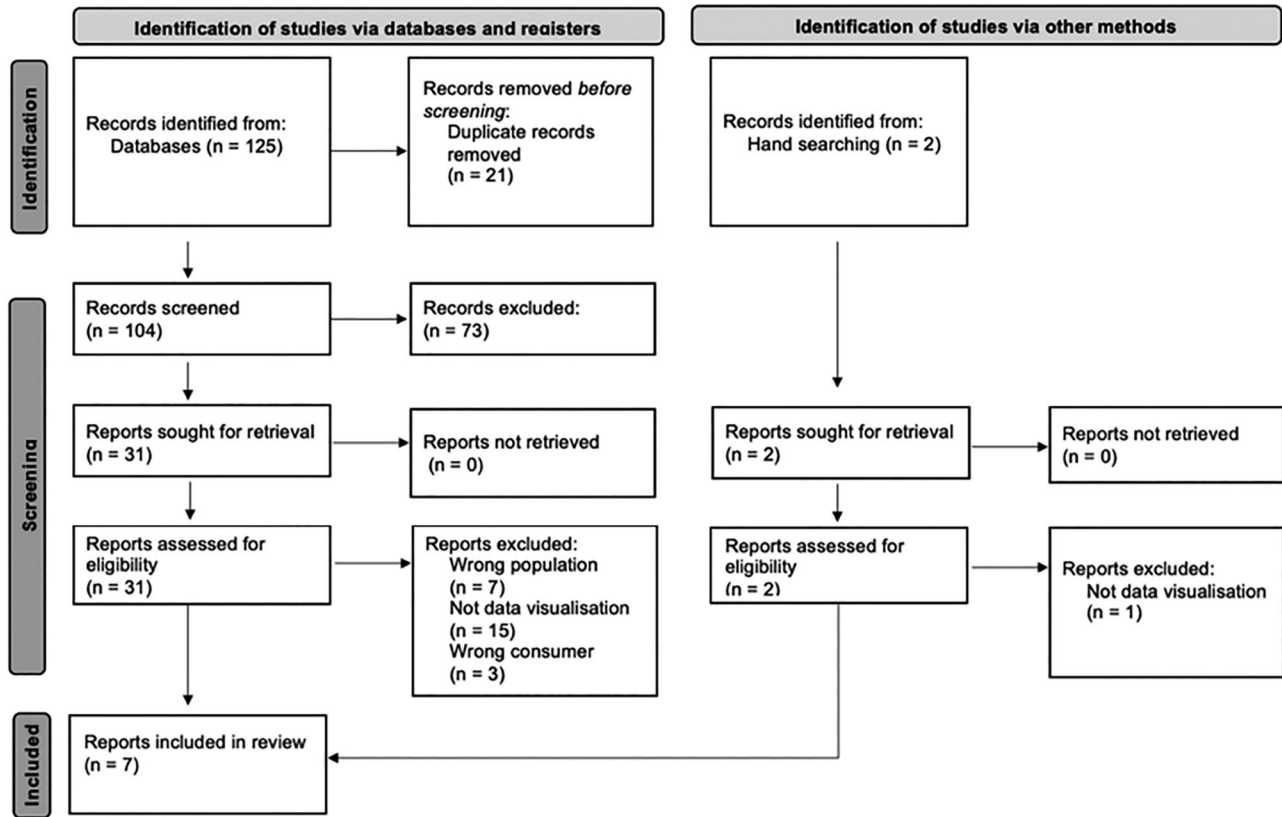 Identification of studies via databases and registers
Identification of studies via other methods
Identification
Records identified from:
Databases (n = 125)
Records removed before
screening:
Duplicate records
removed
(n = 21)
Records identified from:
Hand searching (n = 2)
Screening
Records screened
(n = 104)
Records excluded:
(n = 73)
Reports sought for retrieval
(n = 31)
Reports not retrieved
(n = 0)
Reports sought for retrieval
(n = 2)
Reports not retrieved
(n = 0)
Reports assessed for
eligibility
(n = 31)
Reports excluded:
Wrong population
(n = 7)
Not data visualisation
(n = 15)
Wrong consumer
(n = 3)
Reports assessed for
eligibility
(n = 2)
Reports excluded:
Not data visualisation
(n = 1)
Included
Reports included in review
(n = 7)